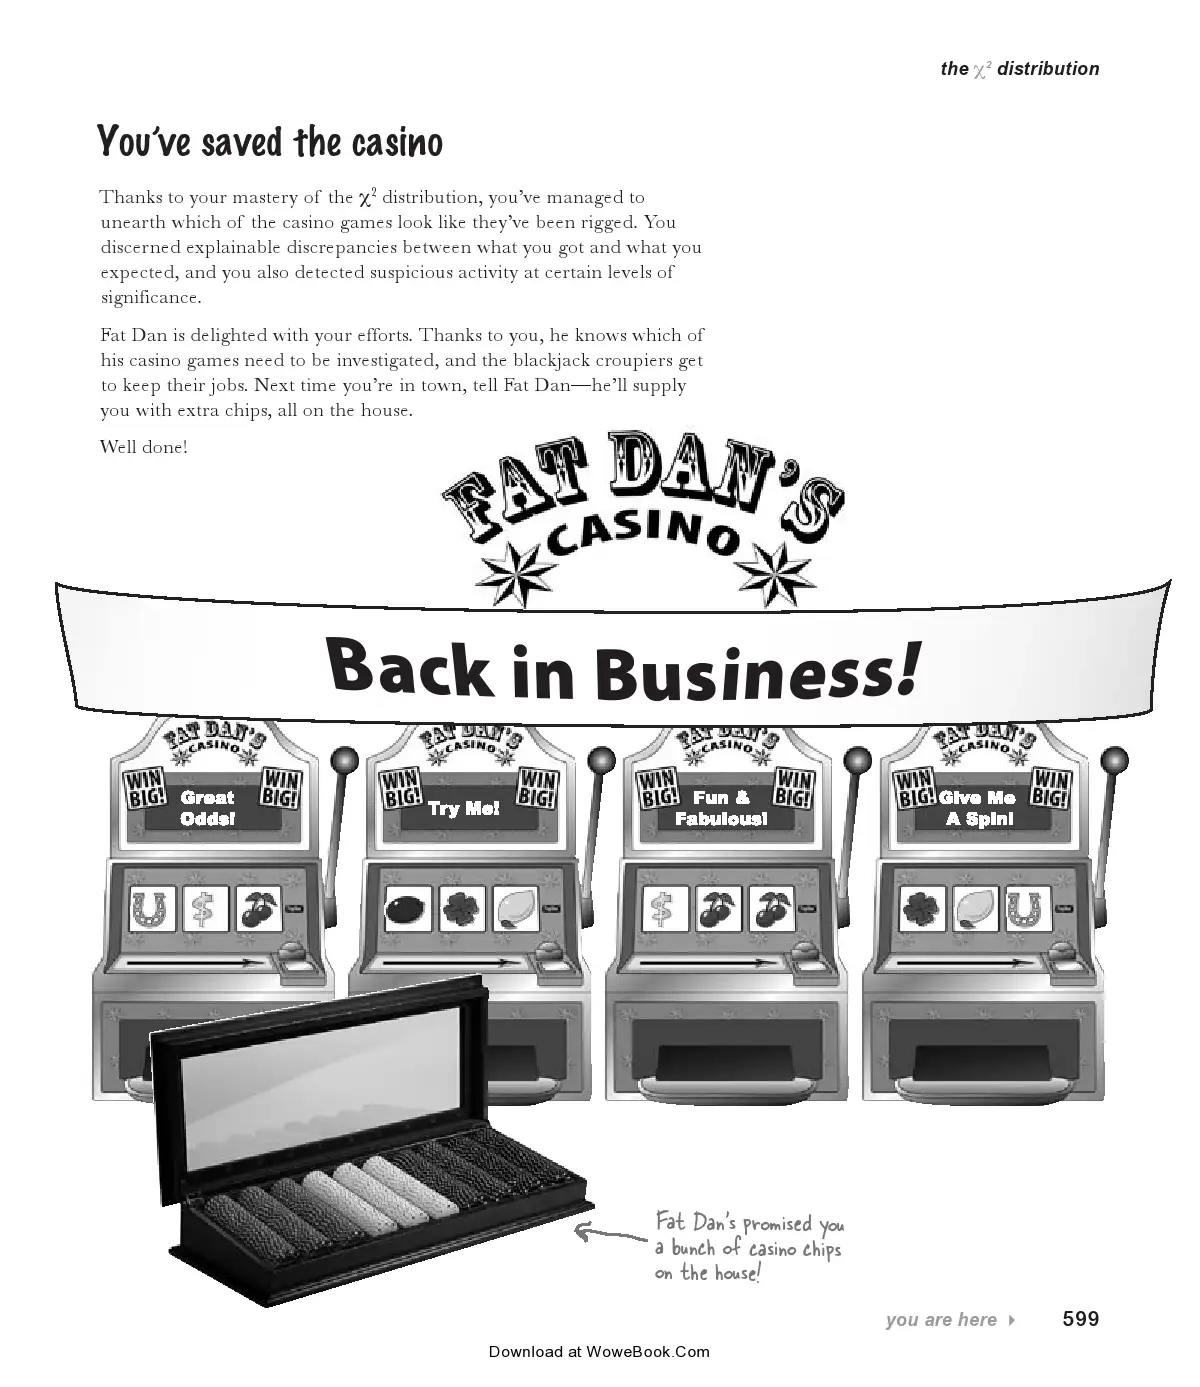 the χ² distribution
You've saved the casino
Thanks to your mastery of the χ² distribution, you've managed to
unearth which of the casino games look like they've been rigged. You
discerned explainable discrepancies between what you got and what you
expected, and you also detected suspicious activity at certain levels of
significance.
Fat Dan is delighted with your efforts. Thanks to you, he knows which of
his casino games need to be investigated, and the blackjack croupiers get
to keep their jobs. Next time you're in town, tell Fat Dan—he'll supply
you with extra chips, all on the house.
Well done!
FAT DAN'S
CASINO
Back in Business!
FAT DAN'S
CASINO
WIN BIG!
Great
Odds!
WIN BIG!
FAT DAN'S
CASINO
WIN BIG!
Try Me!
WIN BIG!
FAT DAN'S
CASINO
WIN BIG!
Fun &
Fabulous!
WIN BIG!
FAT DAN'S
CASINO
WIN BIG!
Give Me
A Spin!
WIN BIG!
Fat Dan's promised you
a bunch of casino chips
on the house!
you are here
599
Download at WoweBook.Com